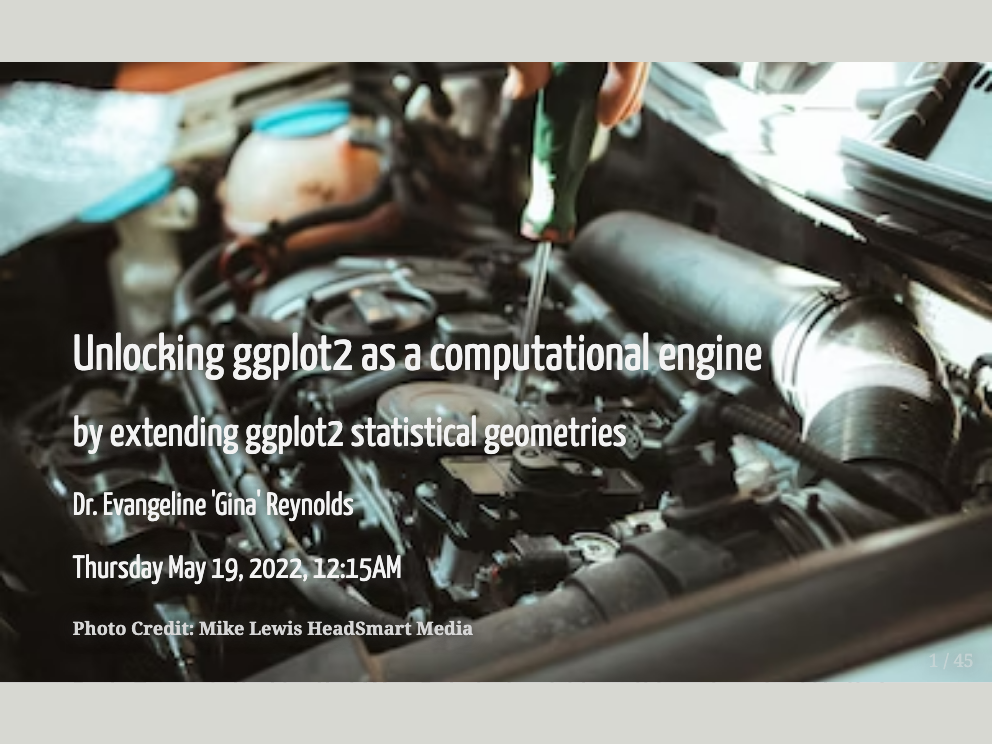 Unlocking ggplot2 as a computational engine
by extending ggplot2 statistical geometries
Dr. Evangeline 'Gina' Reynolds
Thursday May 19, 2022, 12:15AM
Photo Credit: Mike Lewis HeadSmart Media
1 / 45